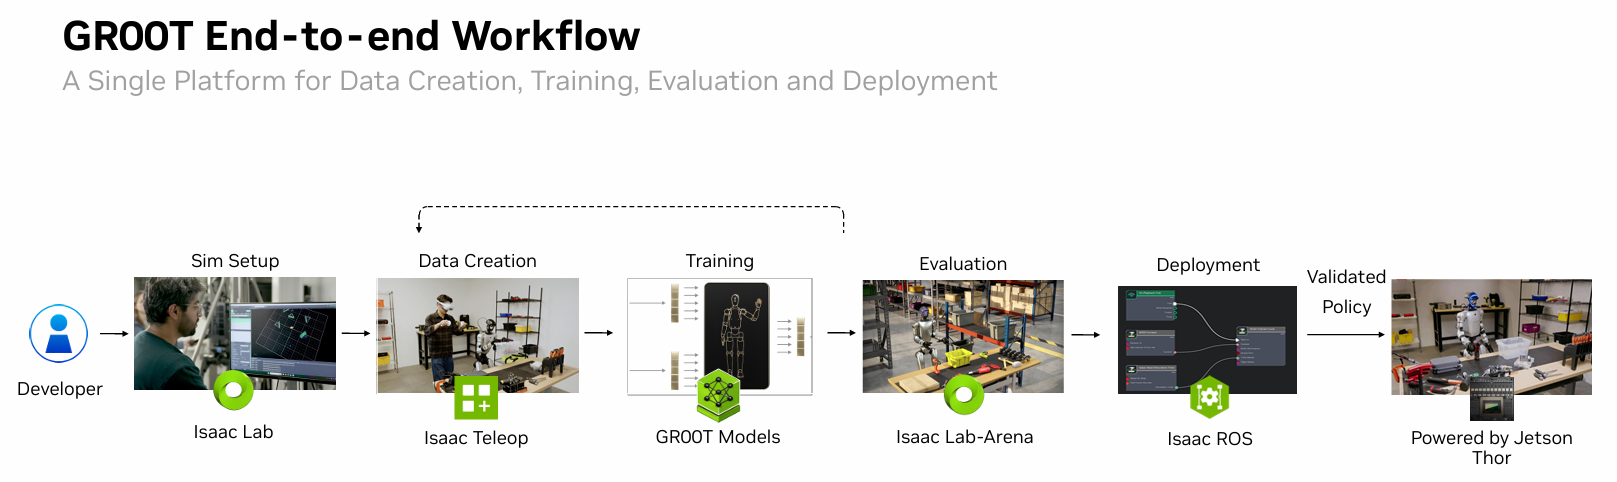 GR00T End-to-end Workflow
A Single Platform for Data Creation, Training, Evaluation and Deployment
Developer
Sim Setup
Isaac Lab
Data Creation
Isaac Teleop
Training
GR00T Models
Evaluation
Isaac Lab-Arena
Deployment
Isaac ROS
Validated
Policy
Powered by Jetson
Thor